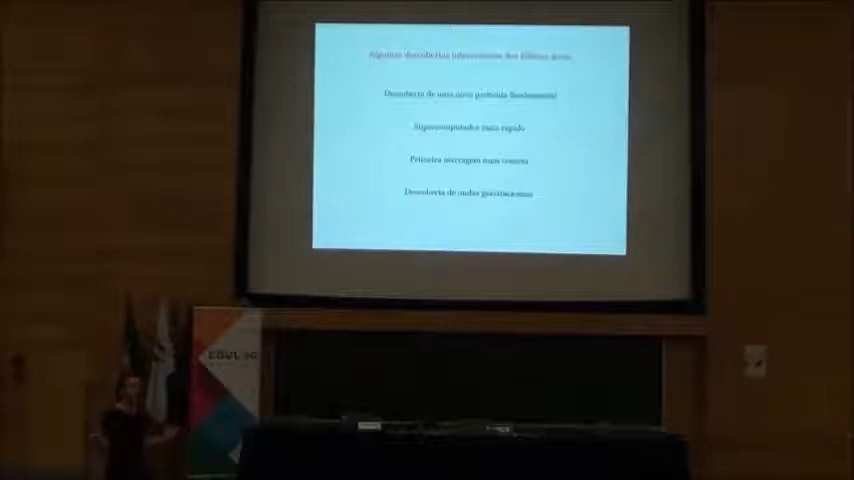 Algumas descobertas interessantes dos últimos anos
Descoberta de uma nova partícula fundamental
Supercomputador mais rápido
Primeira aterragem num cometa
Descoberta de ondas gravitacionais